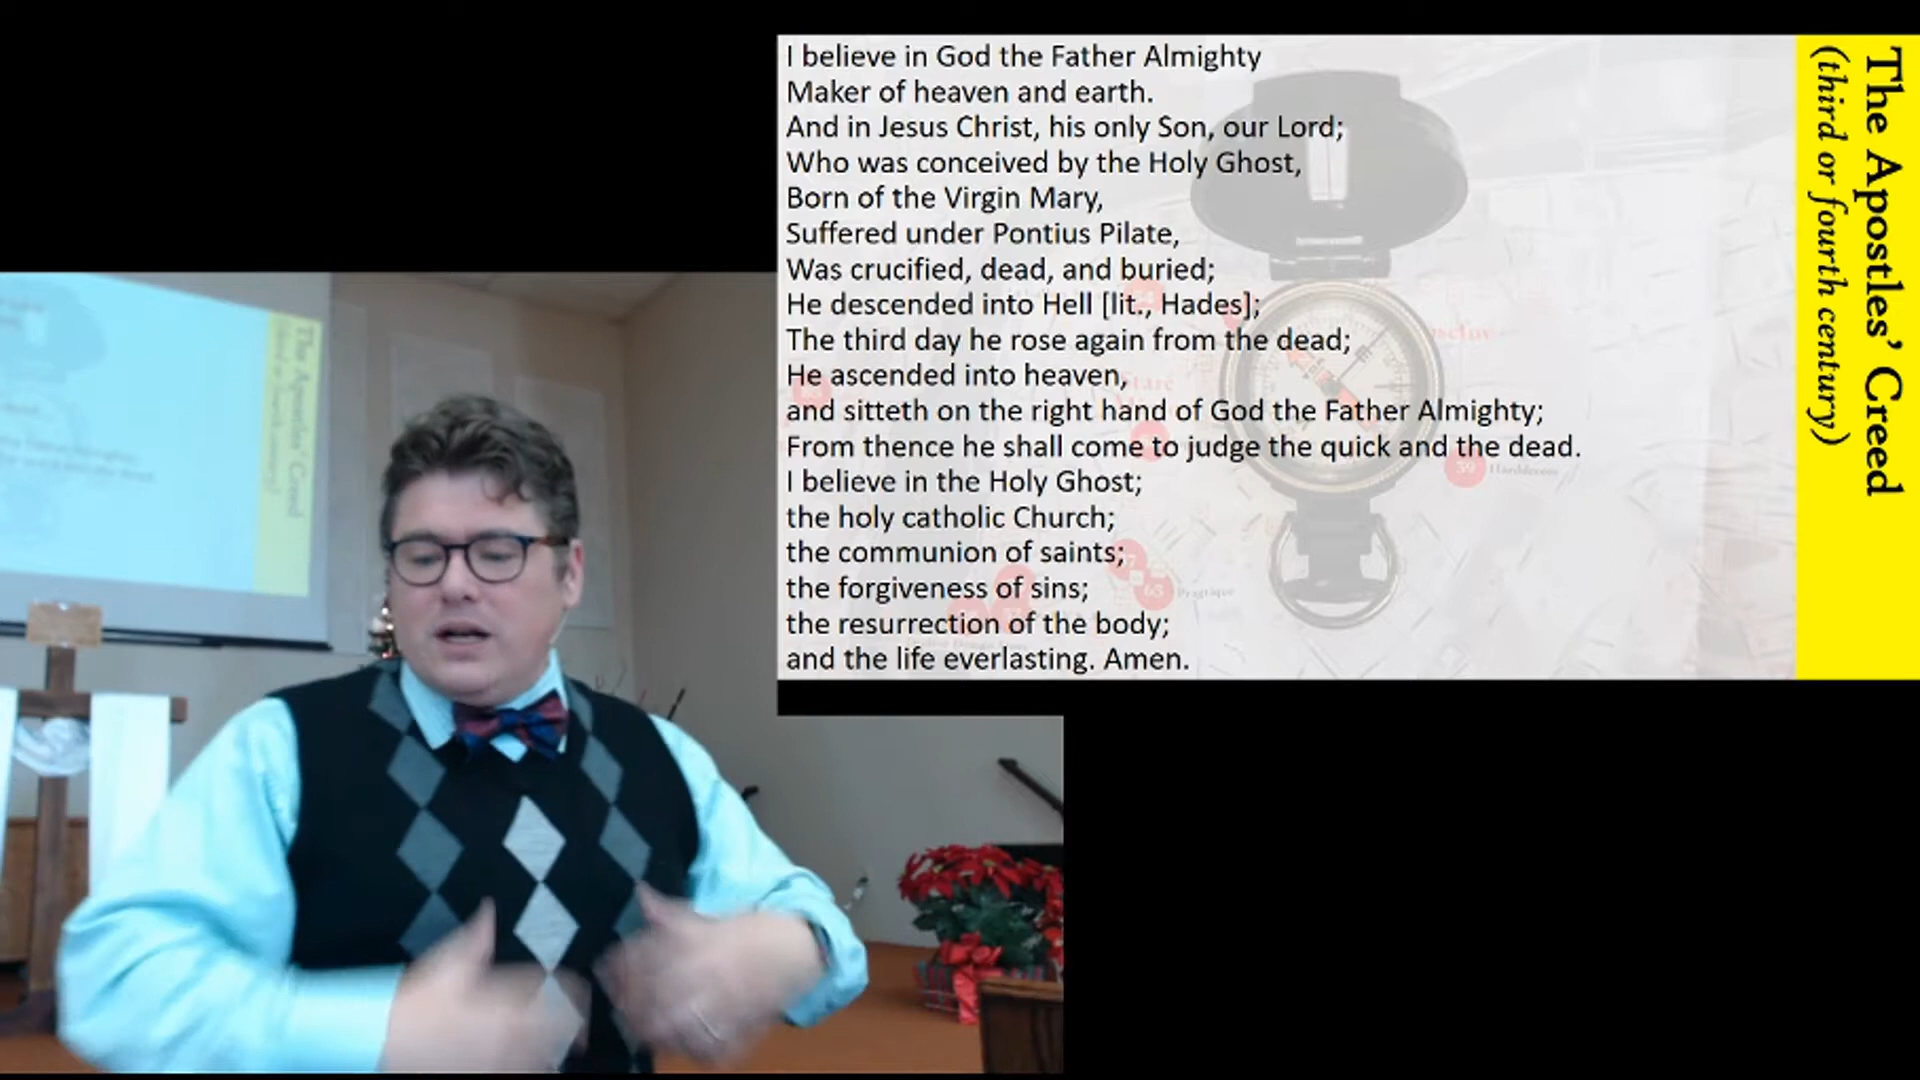 I believe in God the Father Almighty
Maker of heaven and earth.
And in Jesus Christ, his only Son, our Lord;
Who was conceived by the Holy Ghost,
Born of the Virgin Mary,
Suffered under Pontius Pilate,
Was crucified, dead, and buried;
He descended into Hell [lit., Hades];
The third day he rose again from the dead;
He ascended into heaven,
and sitteth on the right hand of God the Father Almighty;
From thence he shall come to judge the quick and the dead.
I believe in the Holy Ghost;
the holy catholic Church;
the communion of saints;
the forgiveness of sins;
the resurrection of the body;
and the life everlasting. Amen.
The Apostles’ Creed
(third or fourth century)
Staré
59
63
The Apostles’ Creed